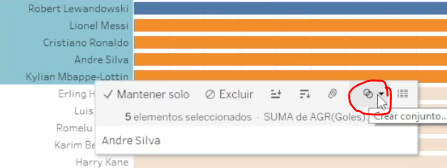 Robert Lewandowski
Lionel Messi
Cristiano Ronaldo
Andre Silva
Kylian Mbappe-Lottin
Erling H
Mantener solo
Excluir
Luis
5 elementos seleccionados · SUMA de AGR(Goles)
Crear conjunto...
Romelu
Andre Silva
Karim Be
Harry Kane